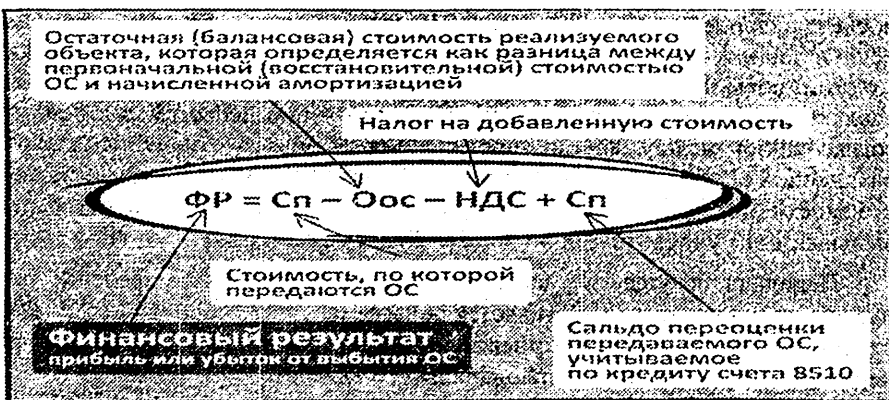 Остаточная (балансовая) стоимость реализуемого
объекта, которая определяется как разница между
первоначальной (восстановительной) стоимостью
ОС и начисленной амортизацией
Налог на добавленную стоимость
ФР = Сп – Оос – НДС + Сп
Стоимость, по которой
передаются ОС
Финансовый результат
прибыль или убыток от выбытия ОС
Сальдо переоценки
передаваемого ОС,
учитываемое
по кредиту счета 8510